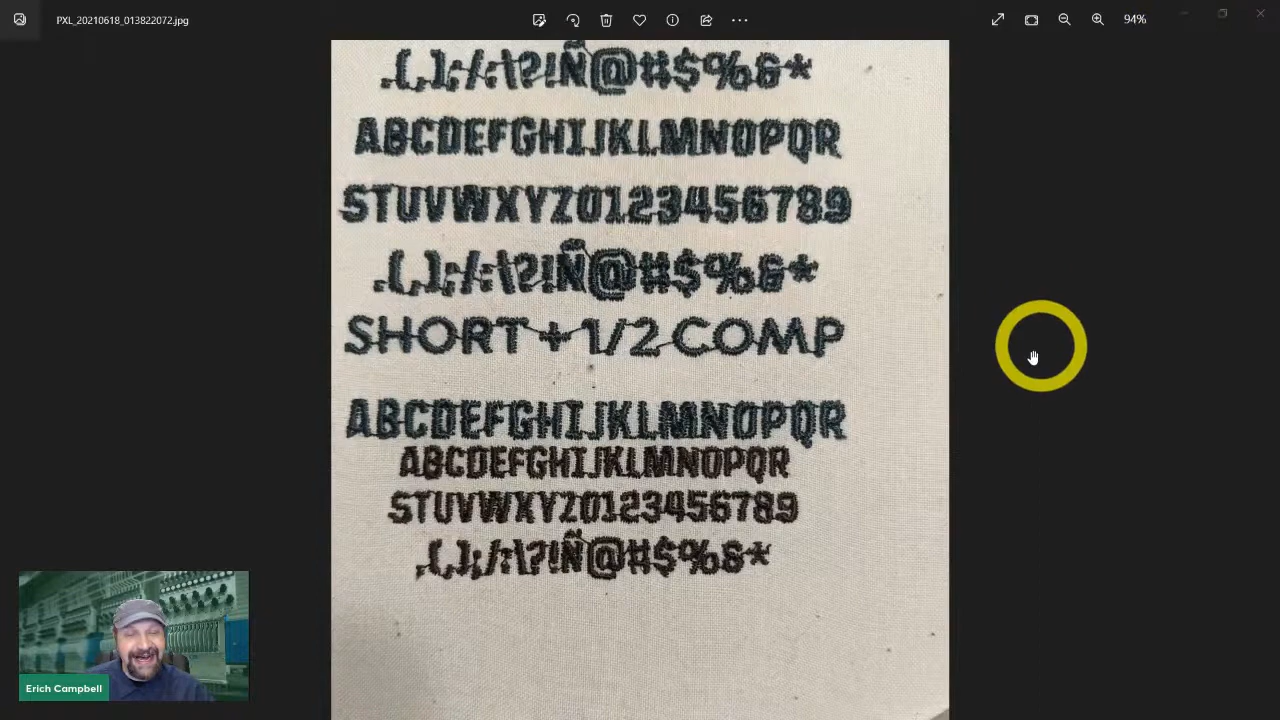 PXL_20210618_013822072.jpg
94%
.(,);/:\?!Ñ@#$%&*
ABCDEFGHIJKLMNOPQR
STUVWXYZ0123456789
.(,);/:\?!Ñ@#$%&*
SHORT + 1/2 COMP
ABCDEFGHIJKLMNOPQR
ABCDEFGHIJKLMNOPQR
STUVWXYZ0123456789
.(,);/:\?!Ñ@#$%&*
Erich Campbell